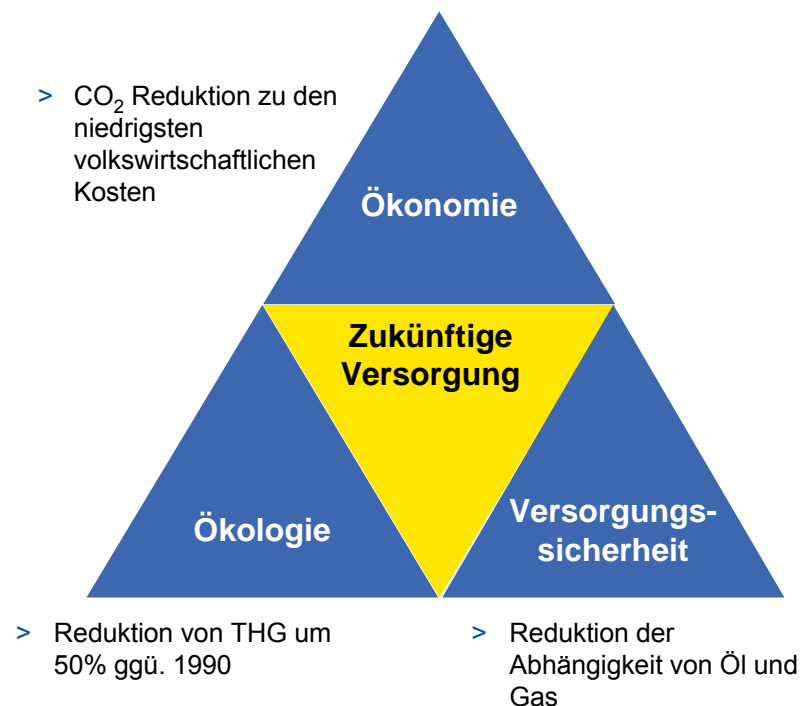 > CO₂ Reduktion zu den
niedrigsten
volkswirtschaftlichen
Kosten
Ökonomie
Zukünftige
Versorgung
Ökologie
Versorgungs-
sicherheit
> Reduktion von THG um
50% ggü. 1990
> Reduktion der
Abhängigkeit von Öl und
Gas